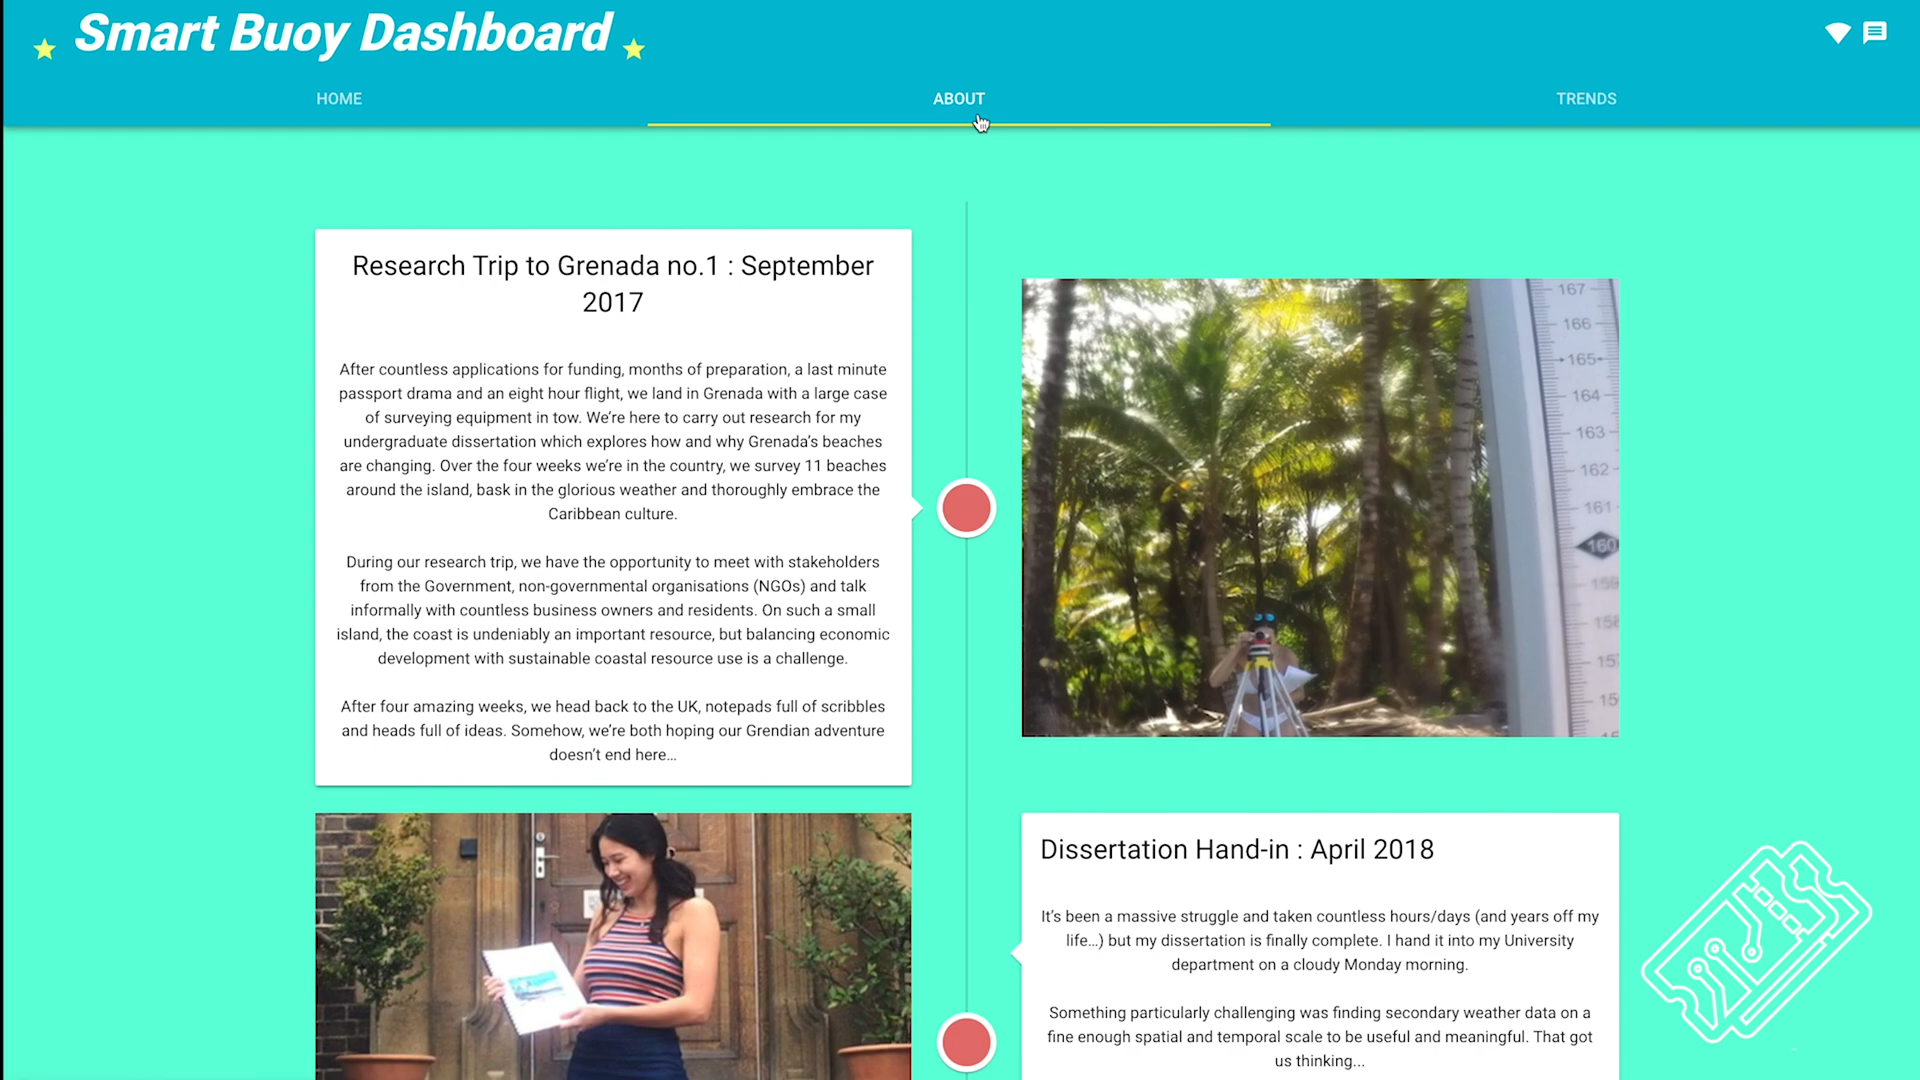 Smart Buoy Dashboard
HOME
ABOUT
TRENDS
Research Trip to Grenada no.1 : September
2017
After countless applications for funding, months of preparation, a last minute
passport drama and an eight hour flight, we land in Grenada with a large case
of surveying equipment in tow. We're here to carry out research for my
undergraduate dissertation which explores how and why Grenada's beaches
are changing. Over the four weeks we're in the country, we survey 11 beaches
around the island, bask in the glorious weather and thoroughly embrace the
Caribbean culture.
During our research trip, we have the opportunity to meet with stakeholders
from the Government, non-governmental organisations (NGOs) and talk
informally with countless business owners and residents. On such a small
island, the coast is undeniably an important resource, but balancing economic
development with sustainable coastal resource use is a challenge.
After four amazing weeks, we head back to the UK, notepads full of scribbles
and heads full of ideas. Somehow, we're both hoping our Grendian adventure
doesn't end here...
167
166
165
164
163
162
161
160
159
Dissertation Hand-in : April 2018
It's been a massive struggle and taken countless hours/days (and years off my
life...) but my dissertation is finally complete. I hand it into my University
department on a cloudy Monday morning.
Something particularly challenging was finding secondary weather data on a
fine enough spatial and temporal scale to be useful and meaningful. That got
us thinking...